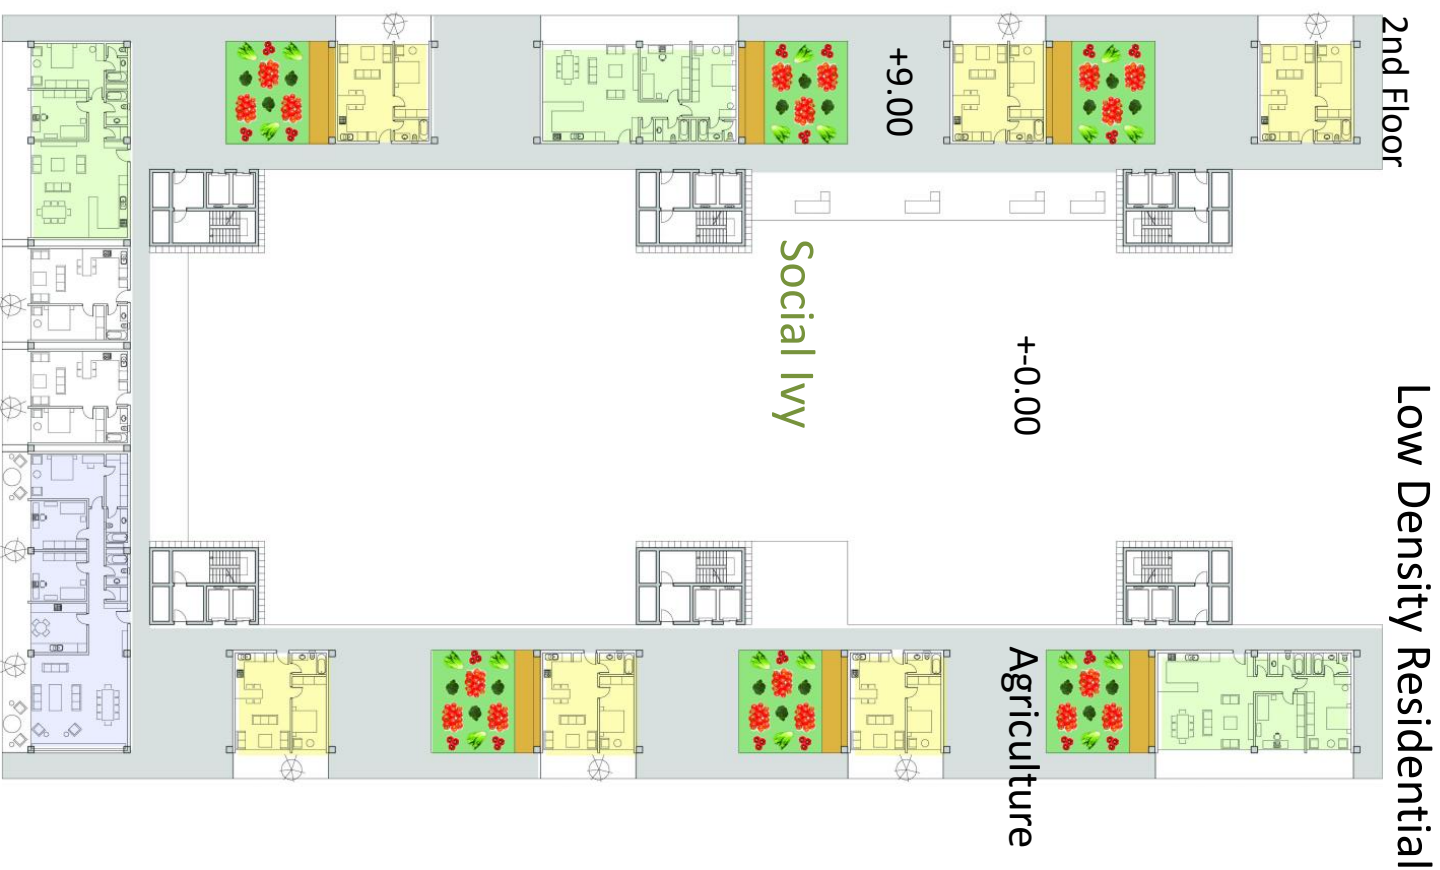 Low Density Residential
2nd Floor
+9.00
+-0.00
Social Ivy
Agriculture